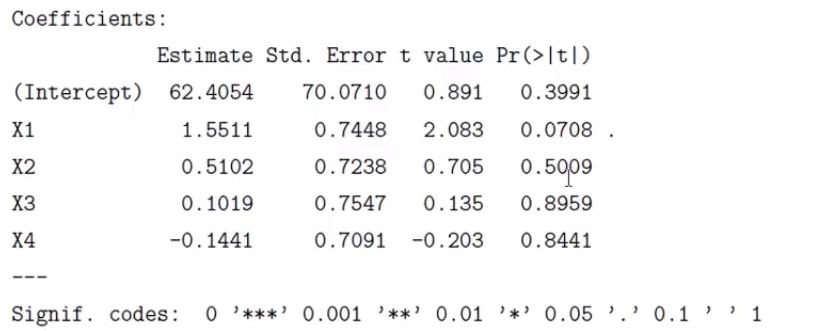 Coefficients:
Estimate Std. Error t value Pr(>|t|)
(Intercept) 62.4054 70.0710 0.891 0.3991
X1 1.5511 0.7448 2.083 0.0708 .
X2 0.5102 0.7238 0.705 0.5009
X3 0.1019 0.7547 0.135 0.8959
X4 -0.1441 0.7091 -0.203 0.8441
---
Signif. codes: 0 '***' 0.001 '**' 0.01 '*' 0.05 '.' 0.1 ' ' 1